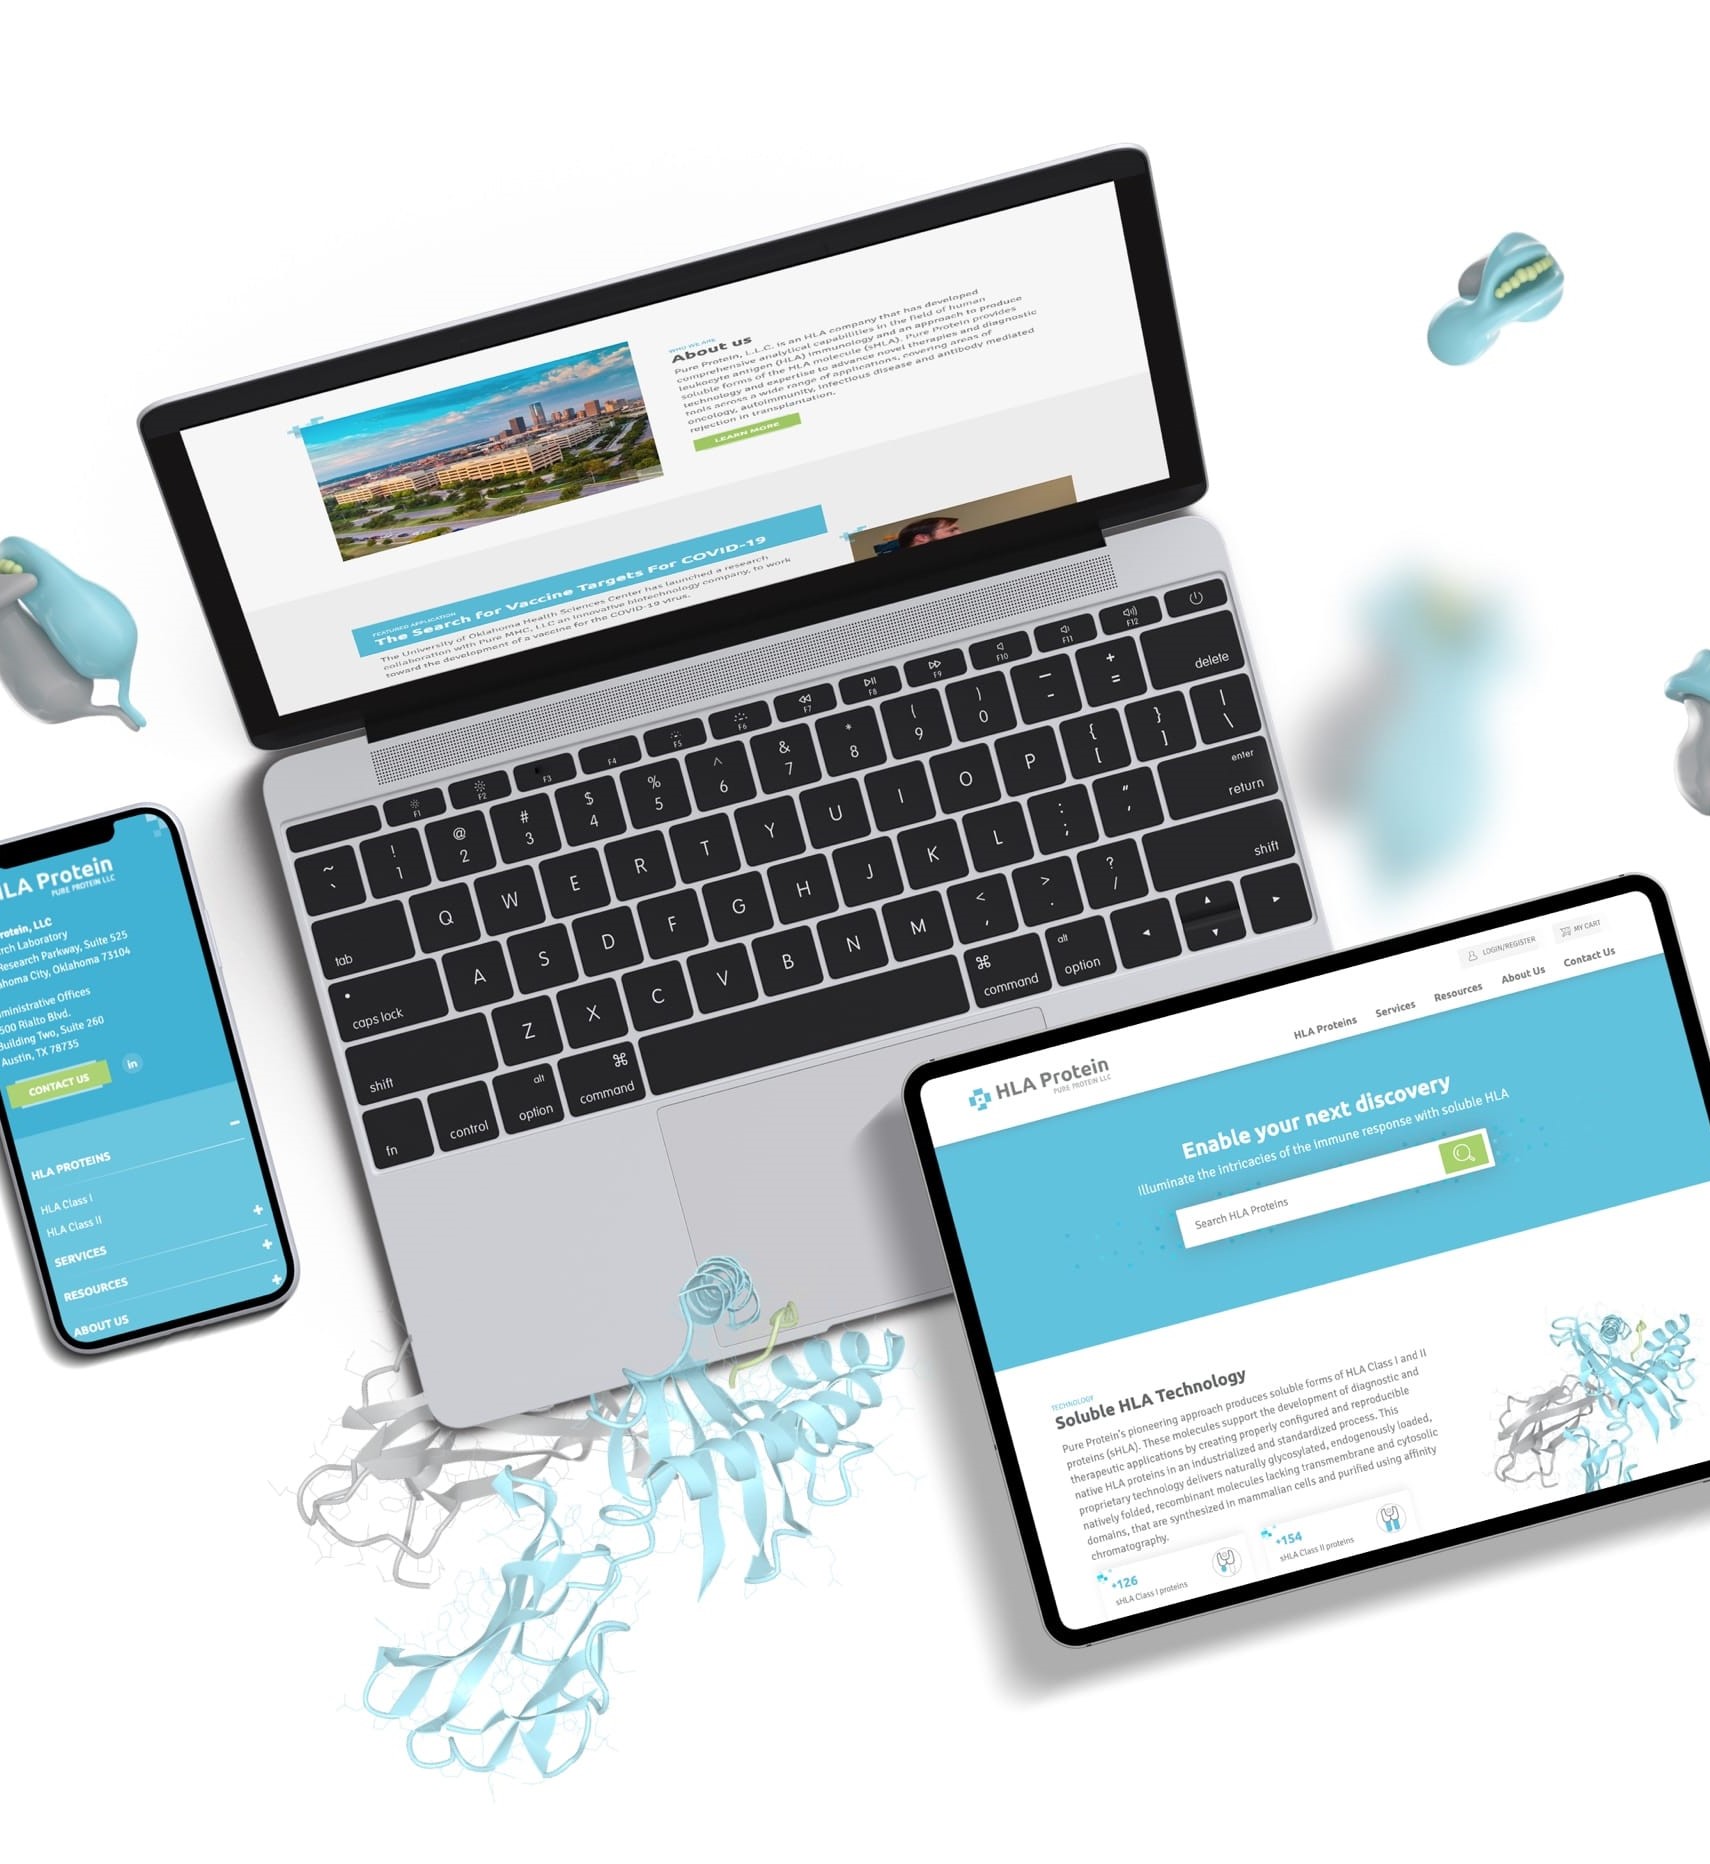 WHO WE ARE
About us
Pure Protein, L.L.C. is an HLA company that has developed
comprehensive analytical capabilities in the field of human
leukocyte antigen (HLA) immunology and an approach to produce
soluble forms of the HLA molecule (sHLA). Pure Protein provides
technology and expertise to advance novel therapies and diagnostic
tools across a wide range of applications, covering areas of
oncology, autoimmunity, infectious disease and antibody mediated
rejection in transplantation.
LEARN MORE
FEATURED APPLICATION
The Search for Vaccine Targets For COVID-19
The University of Oklahoma Health Sciences Center has launched a research
collaboration with Pure MHC, LLC an innovative biotechnology company, to work
toward the development of a vaccine for the COVID-19 virus.
F1 F2 F3 F4 F5 F6 F7 F8 F9 F10 F11 F12
~ ` ! 1 @ 2 # 3 $ 4 % 5 ^ 6 & 7 * 8 ( 9 ) 0 — - + = delete
tab Q W E R T Y U I O P { [ } ] | \
caps lock A S D F G H J K L : ; " ' enter return
shift Z X C V B N M < , > . ? / shift
fn control alt option ⌘ command ⌘ command alt option
HLA Protein
PURE PROTEIN LLC
rotein, LLC
rch Laboratory
Research Parkway, Suite 525
ahoma City, Oklahoma 73104
ministrative Offices
500 Rialto Blvd.
Building Two, Suite 260
Austin, TX 78735
CONTACT US
in
HLA PROTEINS
HLA Class I
HLA Class II
SERVICES
RESOURCES
ABOUT US
LOGIN/REGISTER MY CART
HLA Protein
PURE PROTEIN LLC
HLA Proteins Services Resources About Us Contact Us
Enable your next discovery
Illuminate the intricacies of the immune response with soluble HLA
Search HLA Proteins
TECHNOLOGY
Soluble HLA Technology
Pure Protein's pioneering approach produces soluble forms of HLA Class I and II
proteins (sHLA). These molecules support the development of diagnostic and
therapeutic applications by creating properly configured and reproducible
native HLA proteins in an industrialized and standardized process. This
proprietary technology delivers naturally glycosylated, endogenously loaded,
natively folded, recombinant molecules lacking transmembrane and cytosolic
domains, that are synthesized in mammalian cells and purified using affinity
chromatography.
+126
sHLA Class I proteins
+154
sHLA Class II proteins